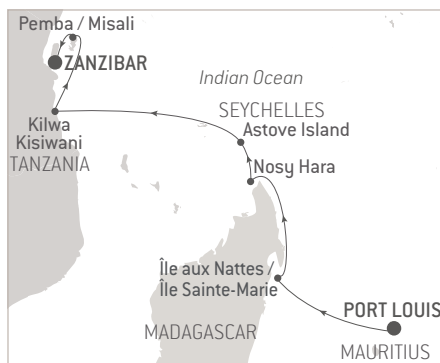 Pemba / Misali
ZANZIBAR
Indian Ocean
SEYCHELLES
Astove Island
Kilwa
Kisiwani
TANZANIA
Nosy Hara
Île aux Nattes /
Île Sainte-Marie
PORT LOUIS
MADAGASCAR
MAURITIUS